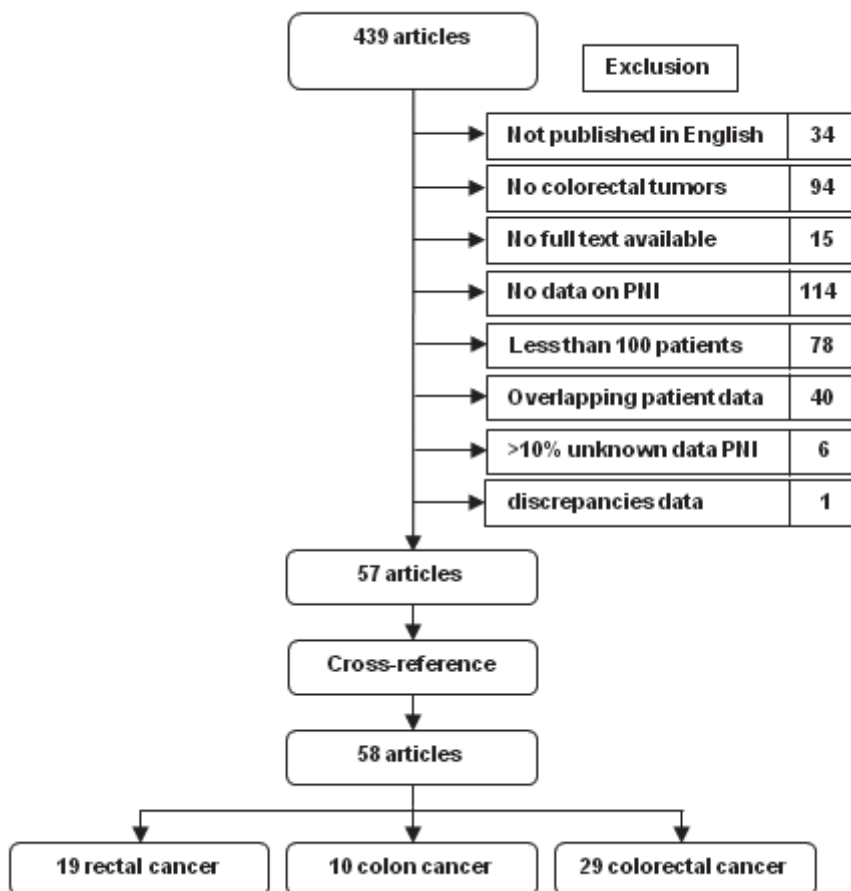 439 articles
Exclusion
Not published in English 34
No colorectal tumors 94
No full text available 15
No data on PNI 114
Less than 100 patients 78
Overlapping patient data 40
>10% unknown data PNI 6
discrepancies data 1
57 articles
Cross-reference
58 articles
19 rectal cancer 10 colon cancer 29 colorectal cancer